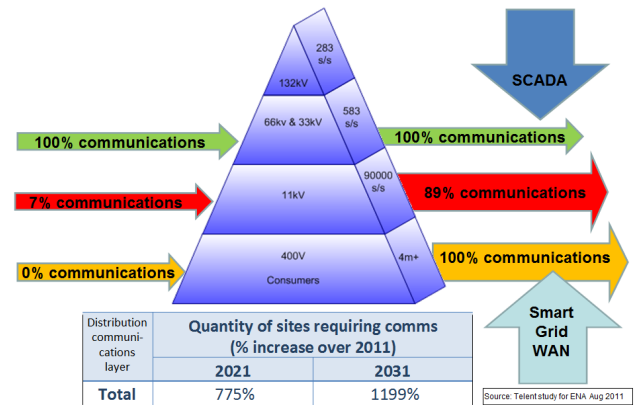 283
s/s
132kV
SCADA
66kv & 33kV
583
s/s
100% communications
100% communications
7% communications
11kV
90000
s/s
89% communications
0% communications
400V
Consumers
4m+
100% communications
Smart
Grid
WAN
Distribution
communi-
cations
layer
Quantity of sites requiring comms
(% increase over 2011)
2021
2031
Total
775%
1199%
Source: Telent study for ENA Aug 2011